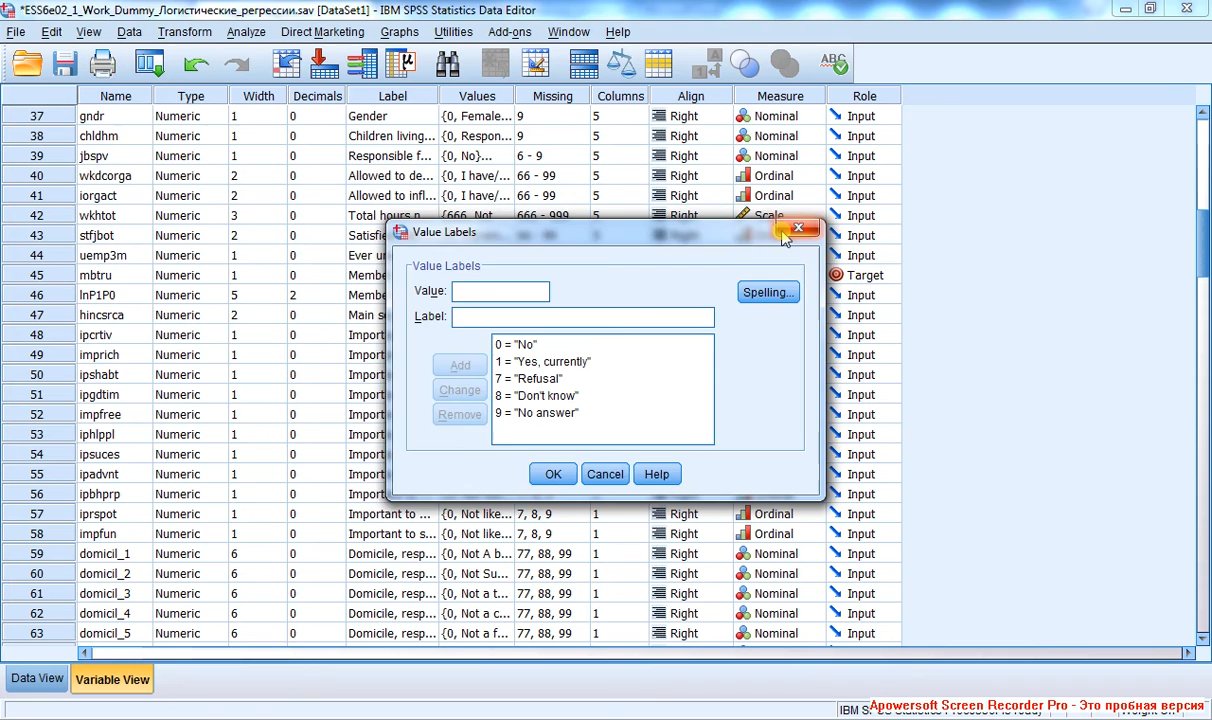 *ESS6e02_1_Work_Dummy_Логистические_регрессии.sav [DataSet1] - IBM SPSS Statistics Data Editor
File Edit View Data Transform Analyze Direct Marketing Graphs Utilities Add-ons Window Help
Name Type Width Decimals Label Values Missing Columns Align Measure Role
37 gndr Numeric 1 0 Gender {0, Female... 9 5 Right Nominal Input
38 chldhm Numeric 1 0 Children living... {0, Respon... 9 5 Right Nominal Input
39 jbspv Numeric 1 0 Responsible f... {0, No}... 6 - 9 5 Right Nominal Input
40 wkdcorga Numeric 2 0 Allowed to de... {0, I have/... 66 - 99 5 Right Ordinal Input
41 iorgact Numeric 2 0 Allowed to infl... {0, I have/... 66 - 99 5 Right Ordinal Input
42 wkhtot Numeric 3 0 Total hours n... {666, Not... 66 - 999 5 Right Scale Input
43 stfjbot Numeric 2 0 Satisfie Right Input
44 uemp3m Numeric 1 0 Ever un Input
45 mbtru Numeric 1 0 Membe Target
46 lnP1P0 Numeric 5 2 Membe Input
47 hincsrca Numeric 2 0 Main s Input
48 ipcrtiv Numeric 1 0 Import Input
49 imprich Numeric 1 0 Import Input
50 ipshabt Numeric 1 0 Import Input
51 ipgdtim Numeric 1 0 Import Input
52 impfree Numeric 1 0 Import Input
53 iphlppl Numeric 1 0 Import Input
54 ipsuces Numeric 1 0 Import Input
55 ipadvnt Numeric 1 0 Import Input
56 ipbhprp Numeric 1 0 Import Input
57 iprspot Numeric 1 0 Important to ... {0, Not like... 7, 8, 9 1 Right Ordinal Input
58 impfun Numeric 1 0 Important to s... {0, Not like... 7, 8, 9 1 Right Ordinal Input
59 domicil_1 Numeric 6 0 Domicile, resp... {0, Not A b... 77, 88, 99 1 Right Nominal Input
60 domicil_2 Numeric 6 0 Domicile, resp... {0, Not Su... 77, 88, 99 1 Right Nominal Input
61 domicil_3 Numeric 6 0 Domicile, resp... {0, Not a t... 77, 88, 99 1 Right Nominal Input
62 domicil_4 Numeric 6 0 Domicile, resp... {0, Not a c... 77, 88, 99 1 Right Nominal Input
63 domicil_5 Numeric 6 0 Domicile, resp... {0, Not a f... 77, 88, 99 1 Right Nominal Input
Value Labels
Value Labels
Value:
Spelling...
Label:
0 = "No"
1 = "Yes, currently"
7 = "Refusal"
8 = "Don't know"
9 = "No answer"
Add
Change
Remove
OK Cancel Help
Data View Variable View
Apowersoft Screen Recorder Pro - Это пробная версия